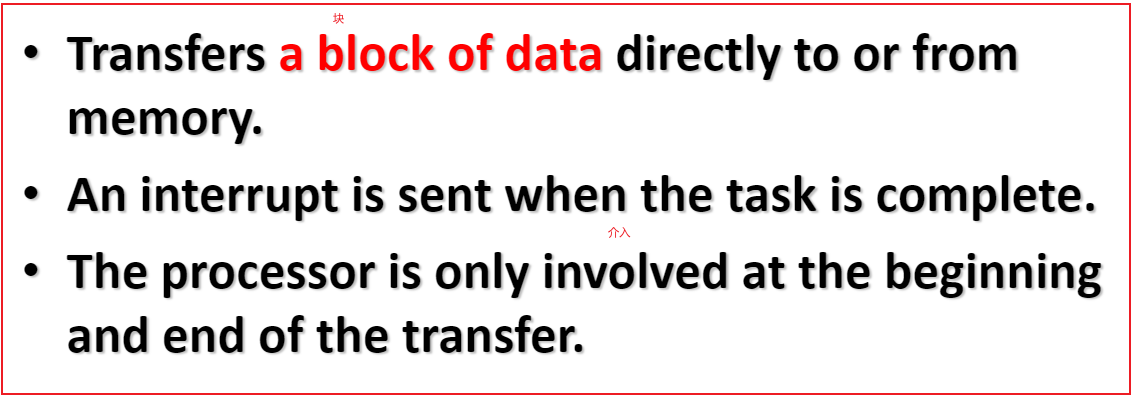 块
• Transfers a block of data directly to or from
memory.
• An interrupt is sent when the task is complete.
介入
• The processor is only involved at the beginning
and end of the transfer.